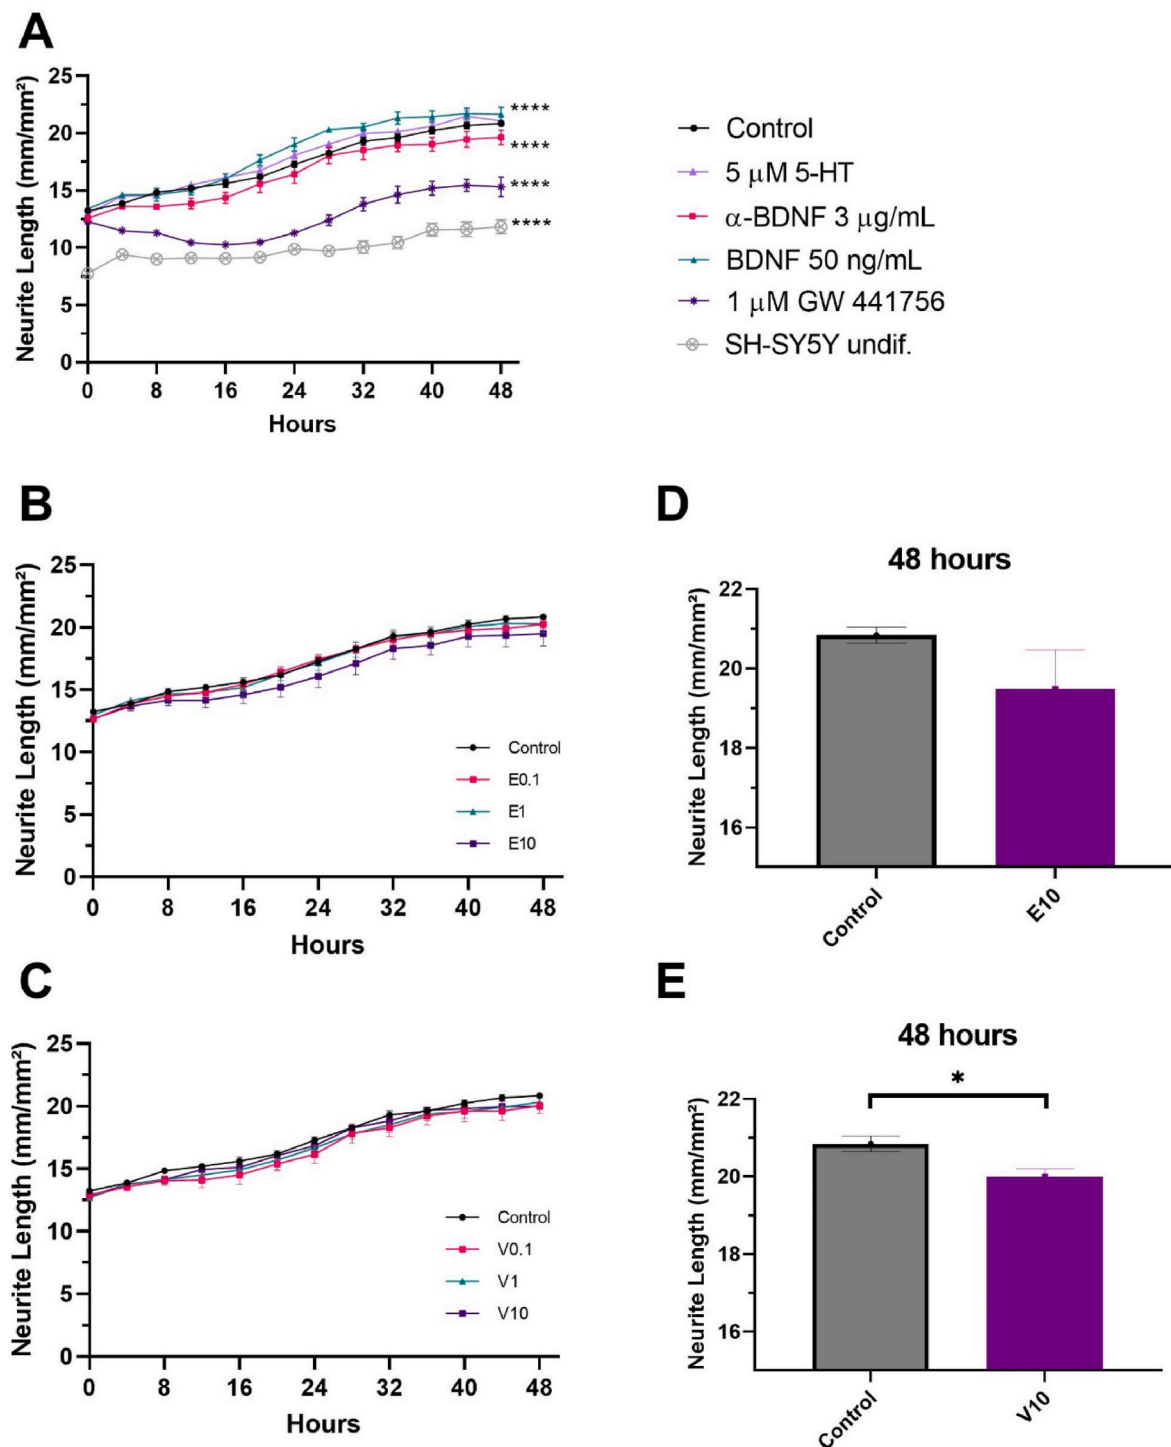 A
Neurite Length (mm/mm²)
25
20
15
10
5
0
****
****
****
****
0 8 16 24 32 40 48
Hours
Control
5 μM 5-HT
α-BDNF 3 μg/mL
BDNF 50 ng/mL
1 μM GW 441756
SH-SY5Y undif.
B
Neurite Length (mm/mm²)
25
20
15
10
5
0
Control
E0.1
E1
E10
0 8 16 24 32 40 48
Hours
D
48 hours
Neurite Length (mm/mm²)
22
20
18
16
Control
E10
C
Neurite Length (mm/mm²)
25
20
15
10
5
0
Control
V0.1
V1
V10
0 8 16 24 32 40 48
Hours
E
48 hours
*
Neurite Length (mm/mm²)
22
20
18
16
Control
V10